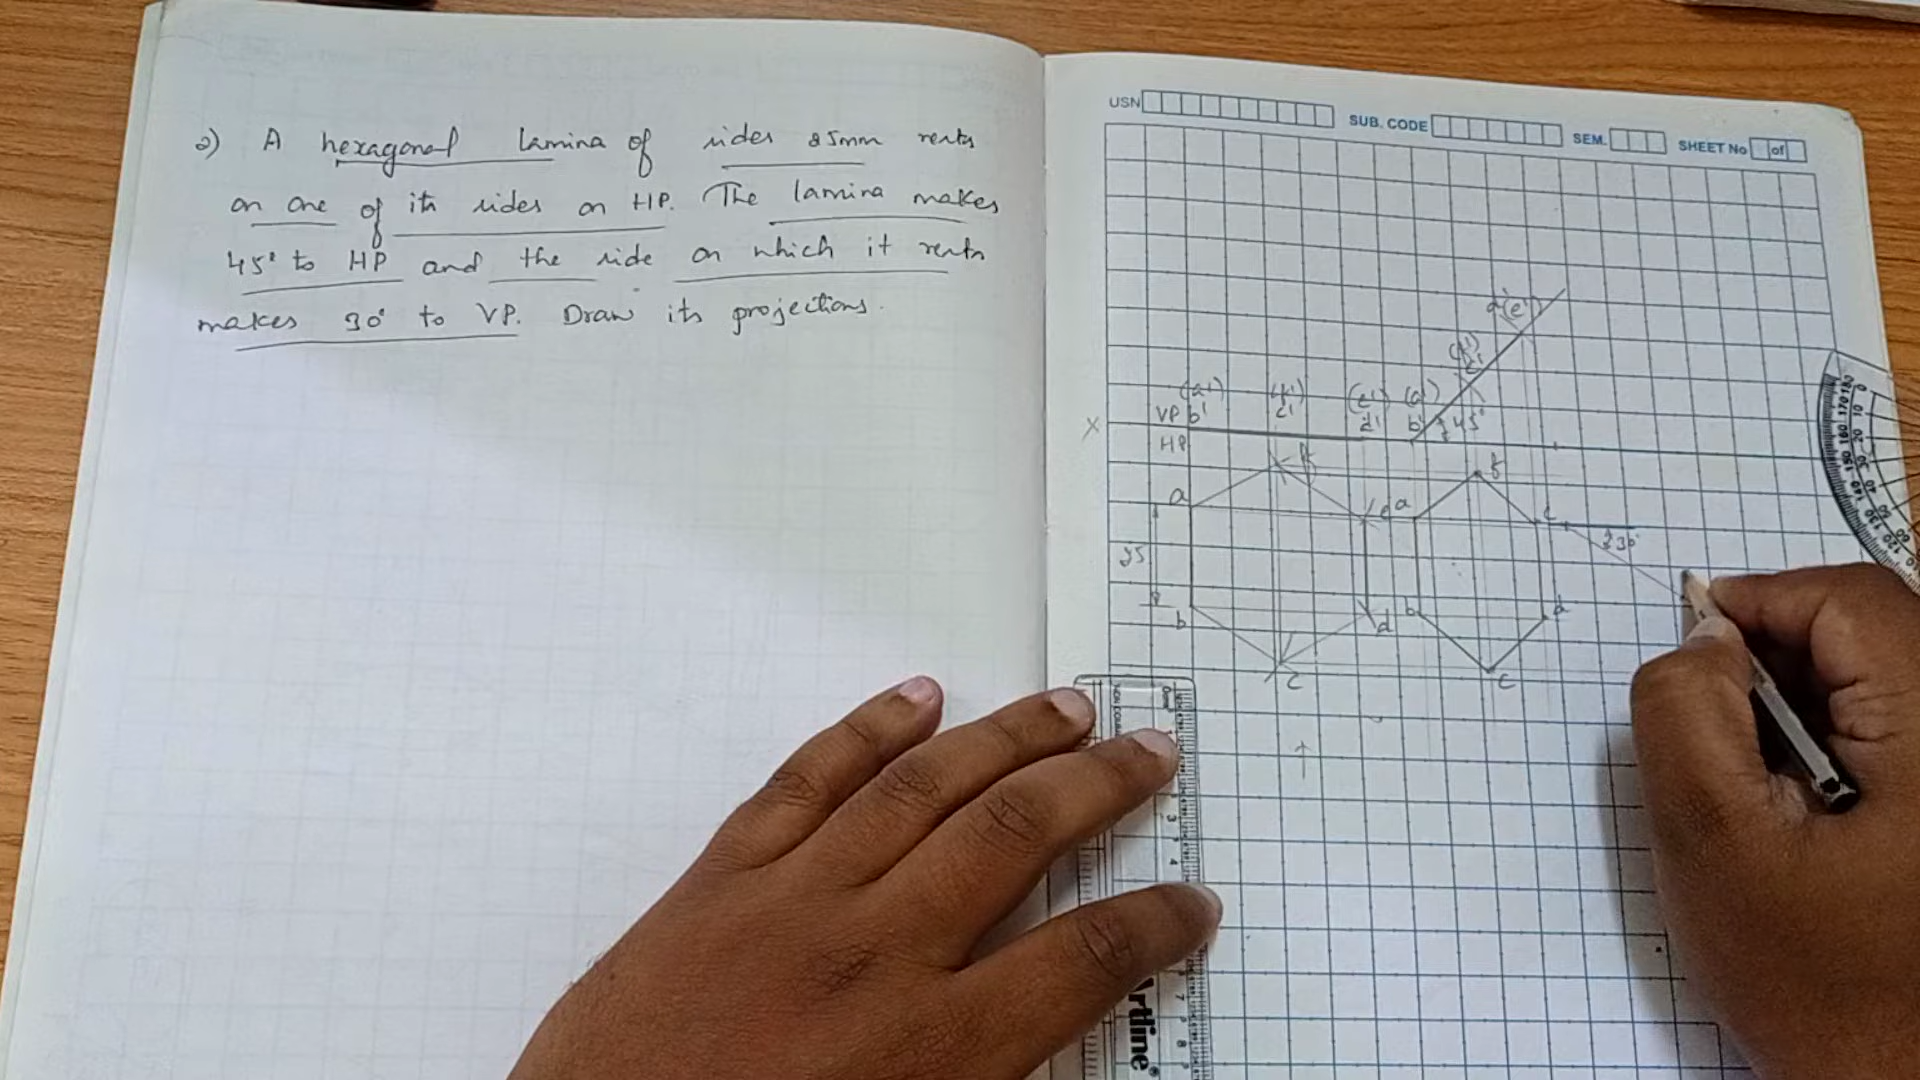 2) A hexagonal lamina of sides 25mm rests
on one of its sides on HP. The lamina makes
45° to HP and the side on which it rests
makes 30° to VP. Draw its projections.
USN SUB. CODE SEM. SHEET No of
d'(e')
(f')
c'
(a') (f') (e') (a')
VP b' c' d' b' 45°
X
HP
f f
a e a e
30°
25
b d b d
c c
Artline